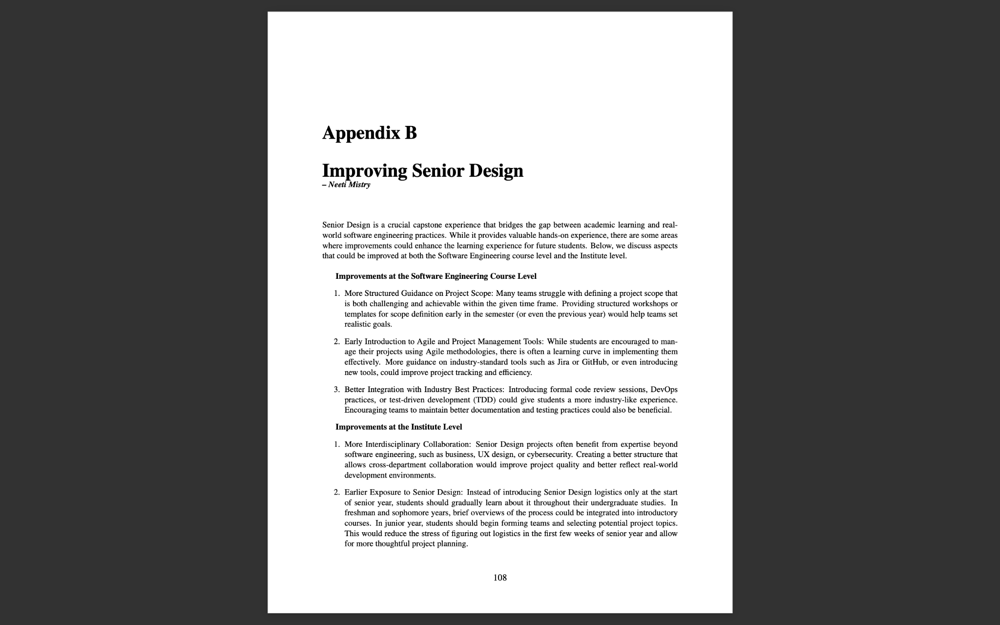 Appendix B
Improving Senior Design
– Neeti Mistry
Senior Design is a crucial capstone experience that bridges the gap between academic learning and real-
world software engineering practices. While it provides valuable hands-on experience, there are some areas
where improvements could enhance the learning experience for future students. Below, we discuss aspects
that could be improved at both the Software Engineering course level and the Institute level.
Improvements at the Software Engineering Course Level
1. More Structured Guidance on Project Scope: Many teams struggle with defining a project scope that
is both challenging and achievable within the given time frame. Providing structured workshops or
templates for scope definition early in the semester (or even the previous year) would help teams set
realistic goals.
2. Early Introduction to Agile and Project Management Tools: While students are encouraged to man-
age their projects using Agile methodologies, there is often a learning curve in implementing them
effectively. More guidance on industry-standard tools such as Jira or GitHub, or even introducing
new tools, could improve project tracking and efficiency.
3. Better Integration with Industry Best Practices: Introducing formal code review sessions, DevOps
practices, or test-driven development (TDD) could give students a more industry-like experience.
Encouraging teams to maintain better documentation and testing practices could also be beneficial.
Improvements at the Institute Level
1. More Interdisciplinary Collaboration: Senior Design projects often benefit from expertise beyond
software engineering, such as business, UX design, or cybersecurity. Creating a better structure that
allows cross-department collaboration would improve project quality and better reflect real-world
development environments.
2. Earlier Exposure to Senior Design: Instead of introducing Senior Design logistics only at the start
of senior year, students should gradually learn about it throughout their undergraduate studies. In
freshman and sophomore years, brief overviews of the process could be integrated into introductory
courses. In junior year, students should begin forming teams and selecting potential project topics.
This would reduce the stress of figuring out logistics in the first few weeks of senior year and allow
for more thoughtful project planning.
108